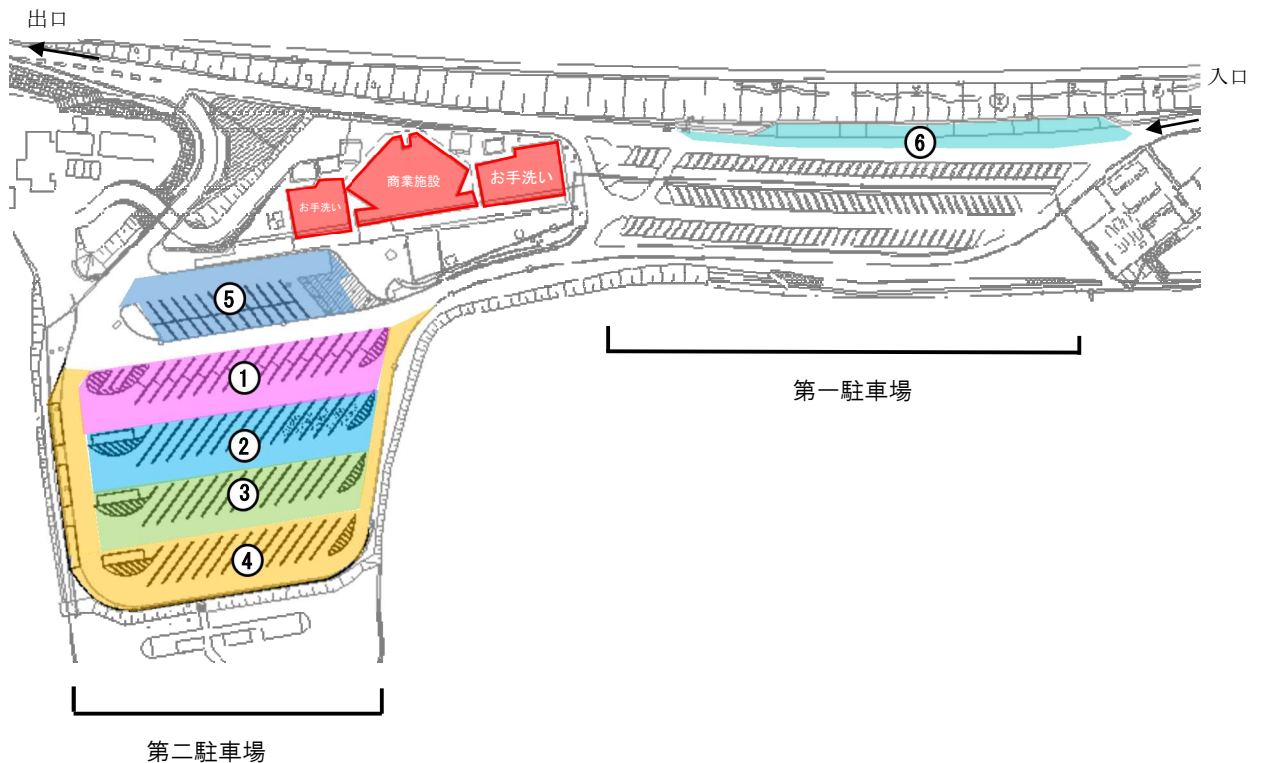 出口
入口
⑥
商業施設
お手洗い
お手洗い
⑤
①
第一駐車場
②
③
④
第二駐車場